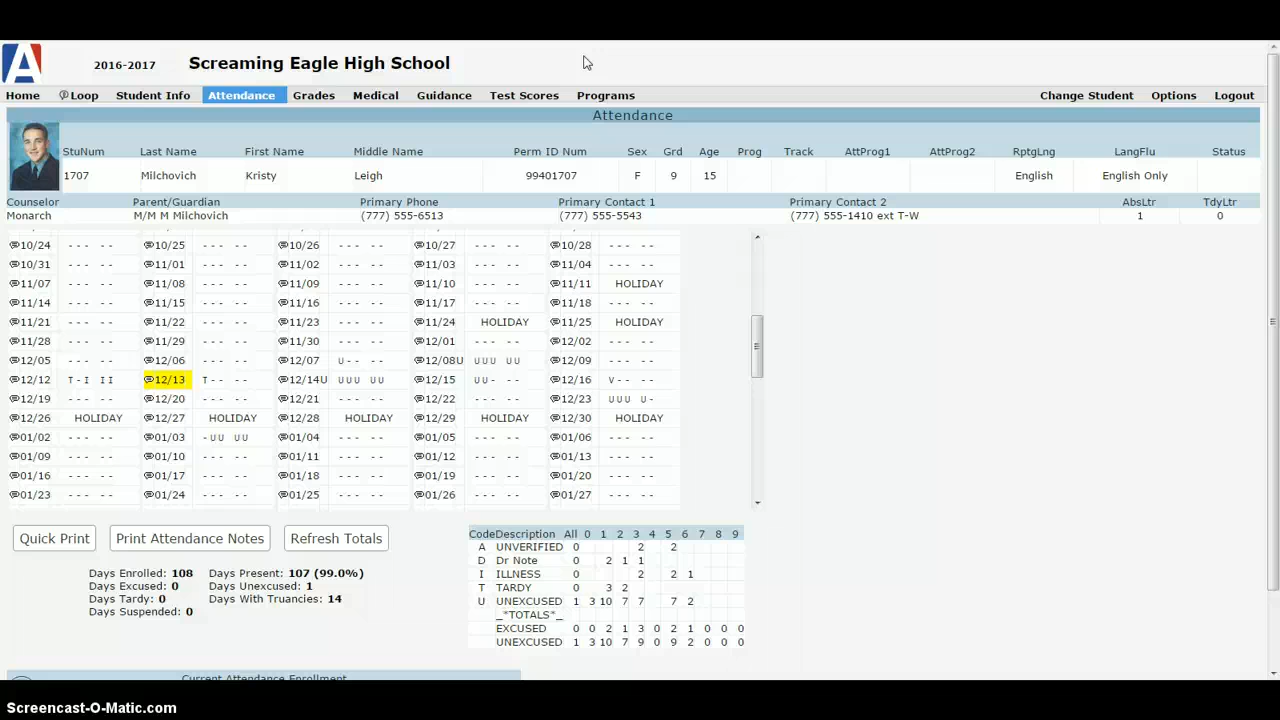 2016-2017 Screaming Eagle High School
Home Loop Student Info Attendance Grades Medical Guidance Test Scores Programs Change Student Options Logout
Attendance
StuNum Last Name First Name Middle Name Perm ID Num Sex Grd Age Prog Track AttProg1 AttProg2 RptgLng LangFlu Status
1707 Milchovich Kristy Leigh 99401707 F 9 15 English English Only
Counselor Parent/Guardian Primary Phone Primary Contact 1 Primary Contact 2 AbsLtr TdyLtr
Monarch M/M M Milchovich (777) 555-6513 (777) 555-5543 (777) 555-1410 ext T-W 1 0
10/24 --- -- 10/25 --- -- 10/26 --- -- 10/27 --- -- 10/28 --- --
10/31 --- -- 11/01 --- -- 11/02 --- -- 11/03 --- -- 11/04 --- --
11/07 --- -- 11/08 --- -- 11/09 --- -- 11/10 --- -- 11/11 HOLIDAY
11/14 --- -- 11/15 --- -- 11/16 --- -- 11/17 --- -- 11/18 --- --
11/21 --- -- 11/22 --- -- 11/23 --- -- 11/24 HOLIDAY 11/25 HOLIDAY
11/28 --- -- 11/29 --- -- 11/30 --- -- 12/01 --- -- 12/02 --- --
12/05 --- -- 12/06 --- -- 12/07 U-- -- 12/08U UUU UU 12/09 --- --
12/12 T-I II 12/13 T-- -- 12/14U UUU UU 12/15 UU- -- 12/16 V-- --
12/19 --- -- 12/20 --- -- 12/21 --- -- 12/22 --- -- 12/23 UUU U-
12/26 HOLIDAY 12/27 HOLIDAY 12/28 HOLIDAY 12/29 HOLIDAY 12/30 HOLIDAY
01/02 --- -- 01/03 -UU UU 01/04 --- -- 01/05 --- -- 01/06 --- --
01/09 --- -- 01/10 --- -- 01/11 --- -- 01/12 --- -- 01/13 --- --
01/16 --- -- 01/17 --- -- 01/18 --- -- 01/19 --- -- 01/20 --- --
01/23 --- -- 01/24 --- -- 01/25 --- -- 01/26 --- -- 01/27 --- --
Quick Print Print Attendance Notes Refresh Totals
Days Enrolled: 108 Days Present: 107 (99.0%)
Days Excused: 0 Days Unexcused: 1
Days Tardy: 0 Days With Truancies: 14
Days Suspended: 0
Code Description All 0 1 2 3 4 5 6 7 8 9
A UNVERIFIED 0 2 2
D Dr Note 0 2 1 1
I ILLNESS 0 2 2 1
T TARDY 0 3 2
U UNEXCUSED 1 3 10 7 7 7 2
_*TOTALS*_
EXCUSED 0 0 2 1 3 0 2 1 0 0 0
UNEXCUSED 1 3 10 7 9 0 9 2 0 0 0
Current Attendance Enrollment
Screencast-O-Matic.com